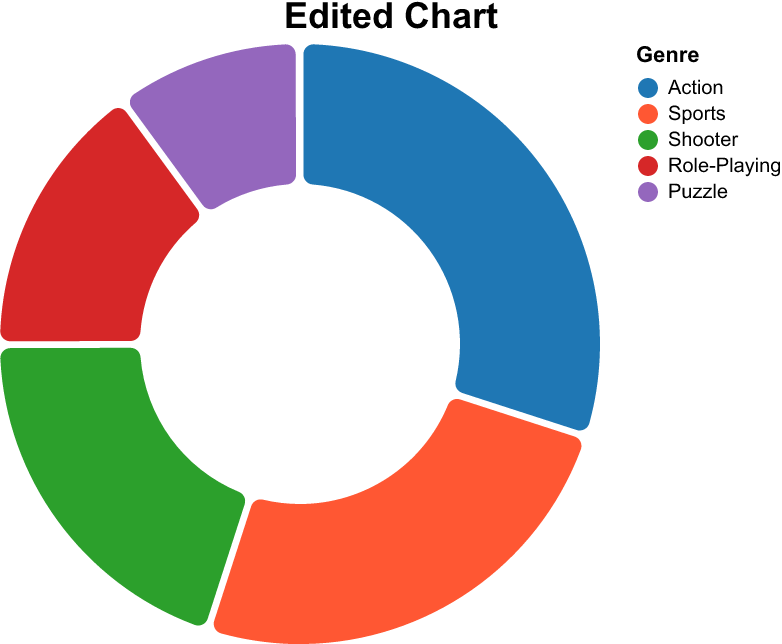 Edited Chart
Genre
Action
Sports
Shooter
Role-Playing
Puzzle